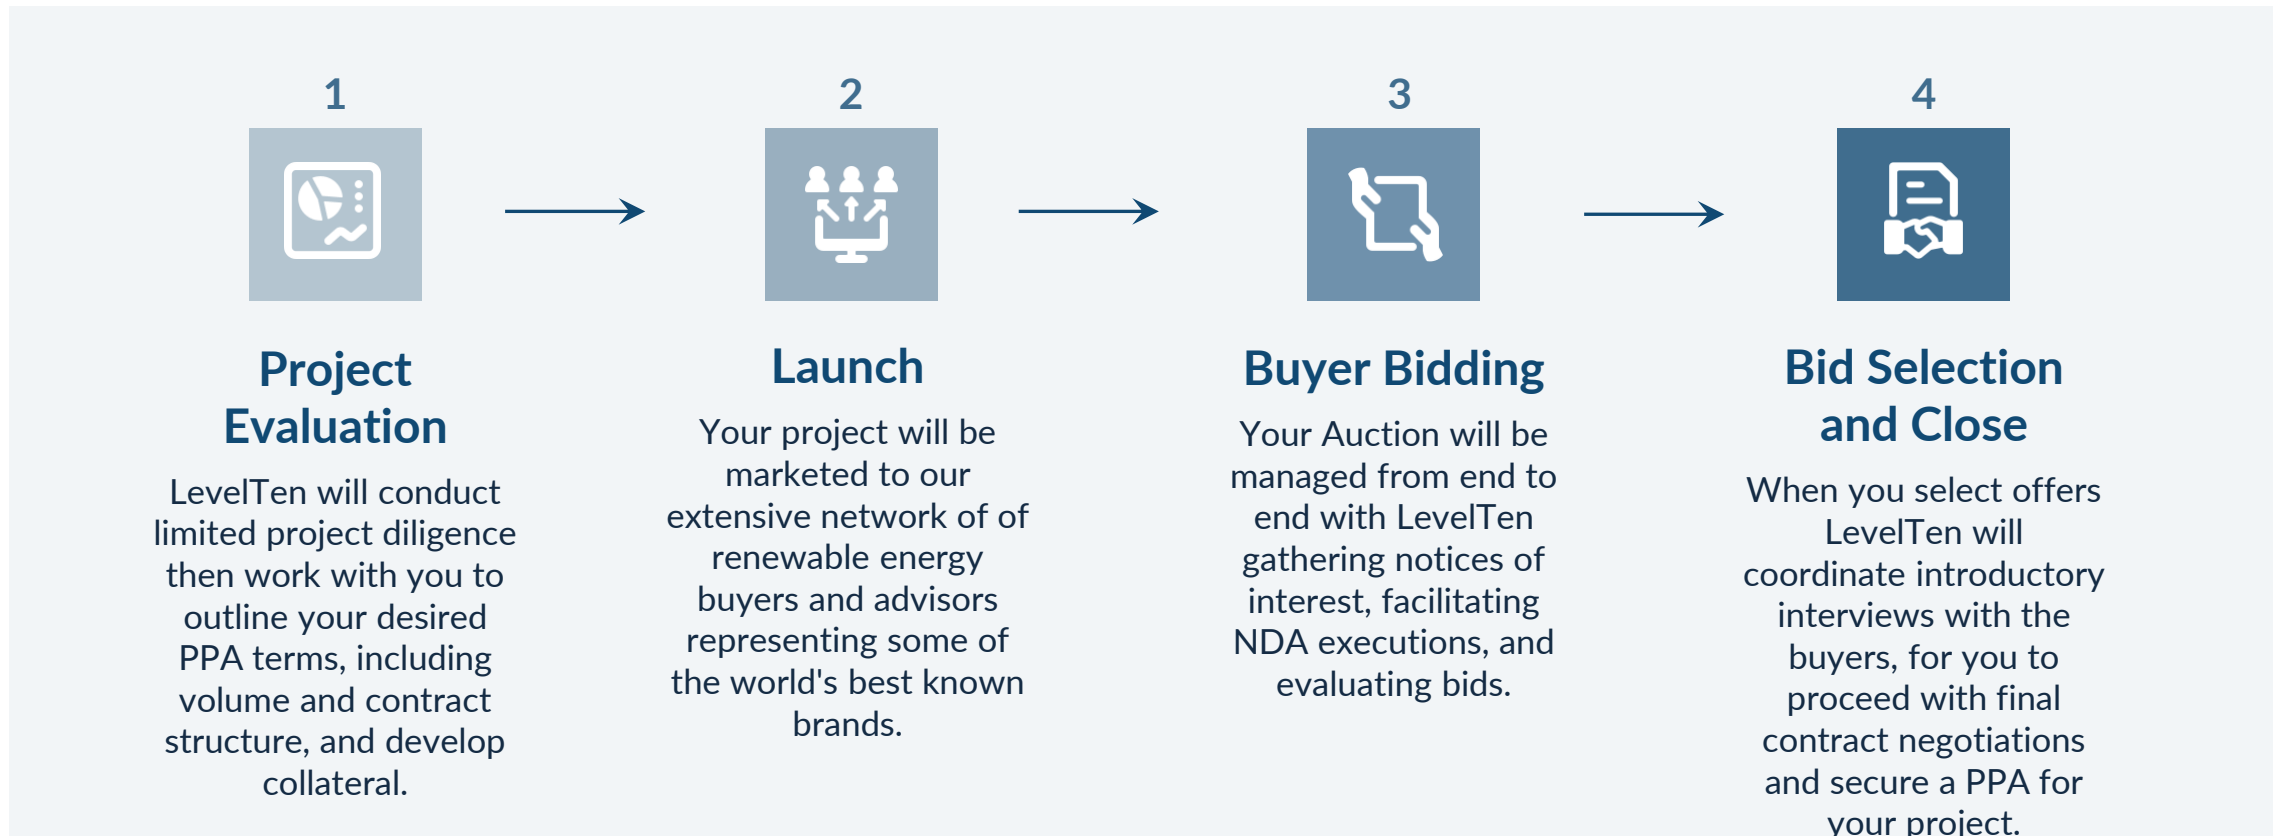 1
Project
Evaluation
LevelTen will conduct
limited project diligence
then work with you to
outline your desired
PPA terms, including
volume and contract
structure, and develop
collateral.
2
Launch
Your project will be
marketed to our
extensive network of of
renewable energy
buyers and advisors
representing some of
the world's best known
brands.
3
Buyer Bidding
Your Auction will be
managed from end to
end with LevelTen
gathering notices of
interest, facilitating
NDA executions, and
evaluating bids.
4
Bid Selection
and Close
When you select offers
LevelTen will
coordinate introductory
interviews with the
buyers, for you to
proceed with final
contract negotiations
and secure a PPA for
your project.